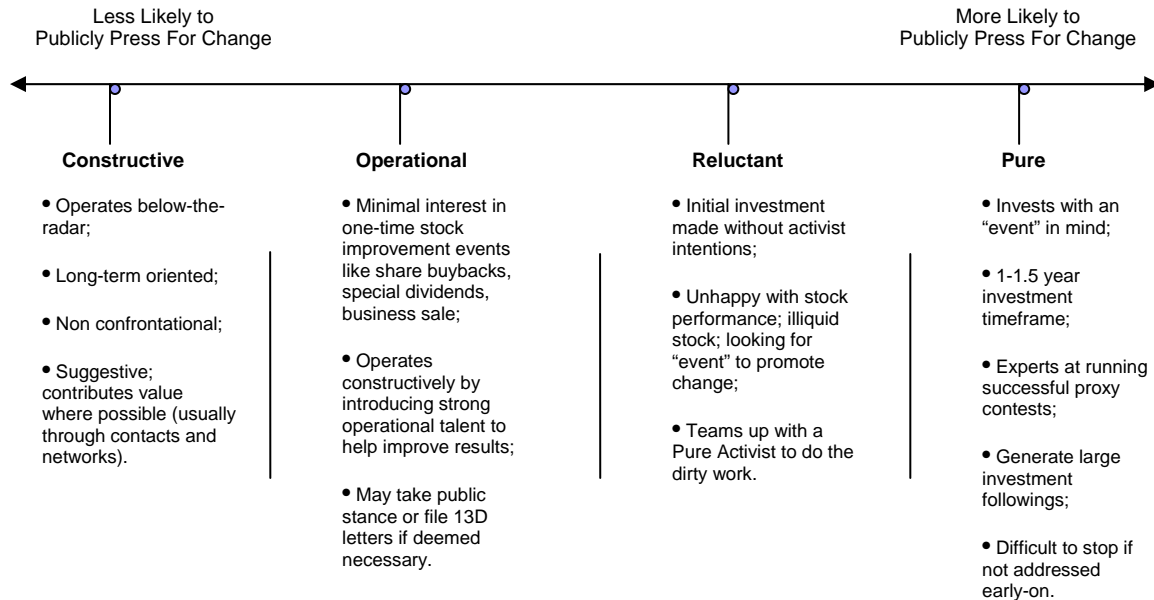 Less Likely to
Publicly Press For Change
More Likely to
Publicly Press For Change
Constructive
• Operates below-the-
radar;
• Long-term oriented;
• Non confrontational;
• Suggestive;
contributes value
where possible (usually
through contacts and
networks).
Operational
• Minimal interest in
one-time stock
improvement events
like share buybacks,
special dividends,
business sale;
• Operates
constructively by
introducing strong
operational talent to
help improve results;
• May take public
stance or file 13D
letters if deemed
necessary.
Reluctant
• Initial investment
made without activist
intentions;
• Unhappy with stock
performance; illiquid
stock; looking for
“event” to promote
change;
• Teams up with a
Pure Activist to do the
dirty work.
Pure
• Invests with an
“event” in mind;
• 1-1.5 year
investment
timeframe;
• Experts at running
successful proxy
contests;
• Generate large
investment
followings;
• Difficult to stop if
not addressed
early-on.